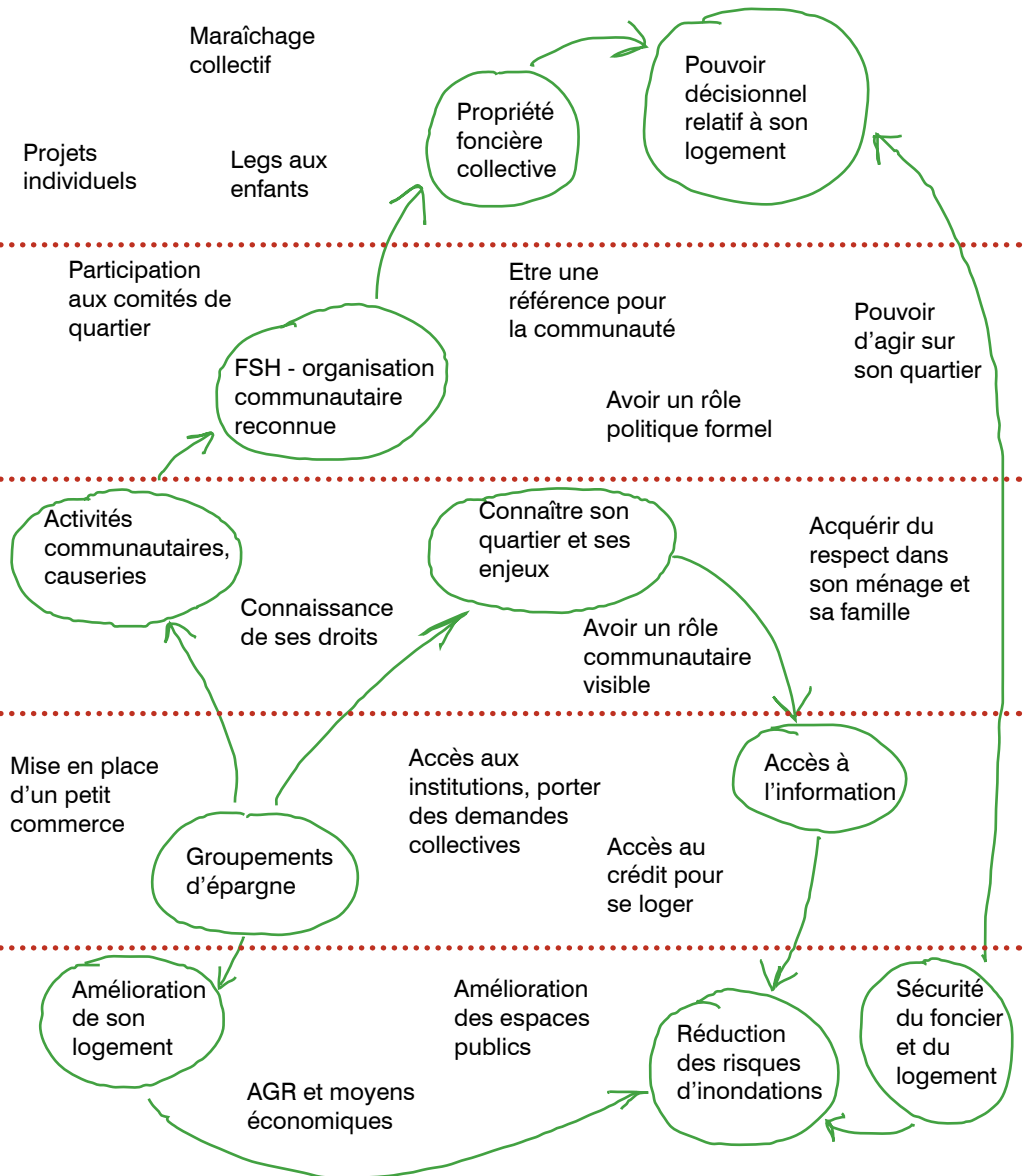 Maraîchage
collectif
Pouvoir
décisionnel
relatif à son
logement
Propriété
foncière
collective
Projets
individuels
Legs aux
enfants
Participation
aux comités de
quartier
Etre une
référence pour
la communauté
Pouvoir
d’agir sur
son quartier
FSH - organisation
communautaire
reconnue
Avoir un rôle
politique formel
Activités
communautaires,
causeries
Connaître son
quartier et ses
enjeux
Acquérir du
respect dans
son ménage et
sa famille
Connaissance
de ses droits
Avoir un rôle
communautaire
visible
Mise en place
d’un petit
commerce
Accès aux
institutions, porter
des demandes
collectives
Accès à
l’information
Groupements
d’épargne
Accès au
crédit pour
se loger
Amélioration
de son
logement
Amélioration
des espaces
publics
Réduction
des risques
d’inondations
Sécurité
du foncier
et du
logement
AGR et moyens
économiques